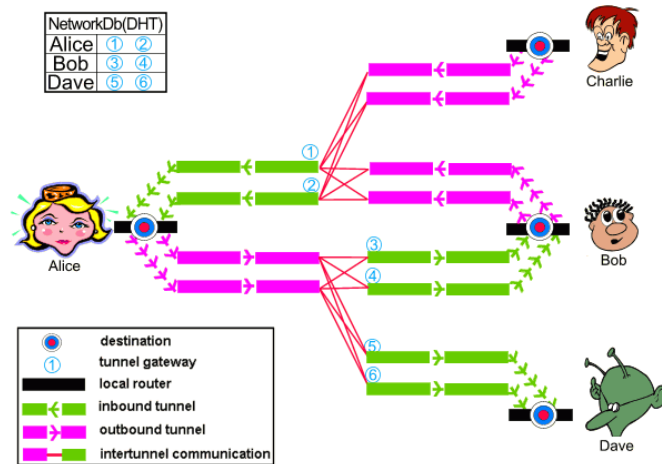 NetworkDb(DHT)
Alice 1 2
Bob 3 4
Dave 5 6
Charlie
1
2
Alice
3
4
Bob
5
6
Dave
destination
1 tunnel gateway
local router
inbound tunnel
outbound tunnel
intertunnel communication